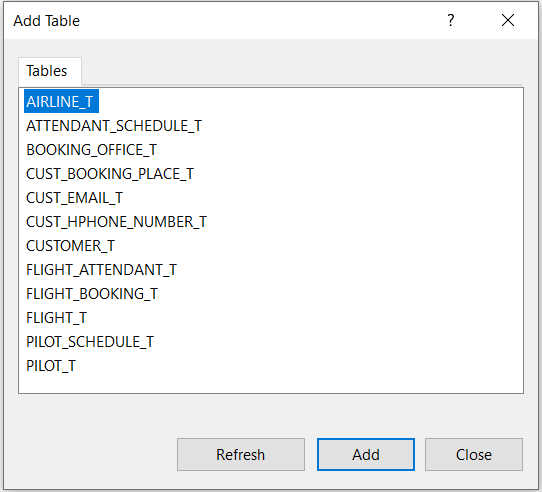 Add Table ? ×
Tables
AIRLINE_T
ATTENDANT_SCHEDULE_T
BOOKING_OFFICE_T
CUST_BOOKING_PLACE_T
CUST_EMAIL_T
CUST_HPHONE_NUMBER_T
CUSTOMER_T
FLIGHT_ATTENDANT_T
FLIGHT_BOOKING_T
FLIGHT_T
PILOT_SCHEDULE_T
PILOT_T
Refresh Add Close